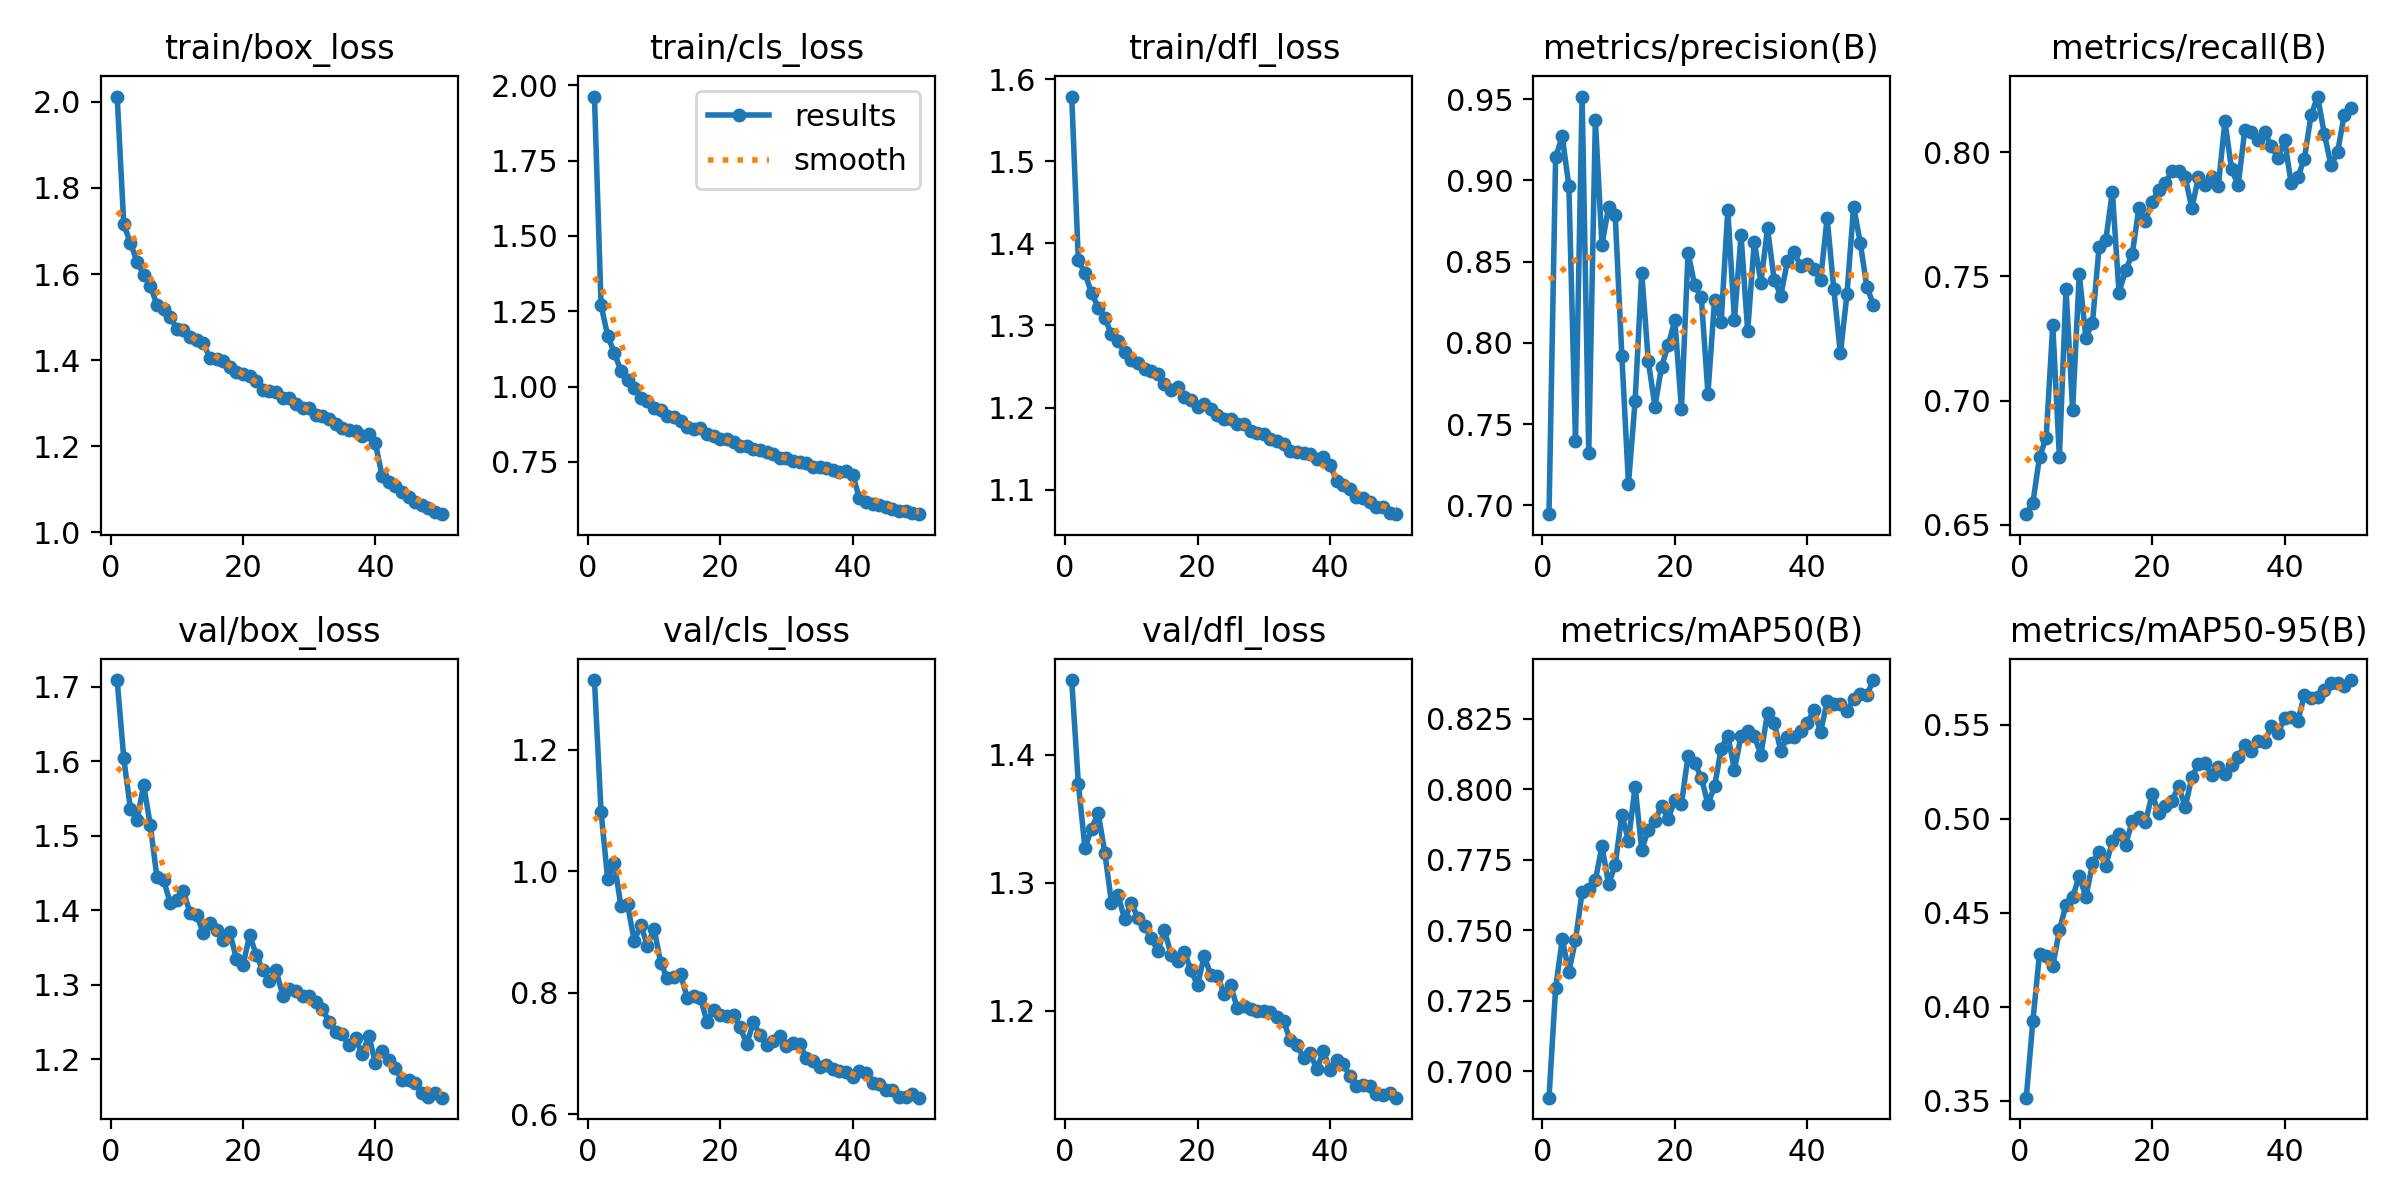 train/box_loss
2.0
1.8
1.6
1.4
1.2
1.0
0 20 40
train/cls_loss
results
smooth
2.00
1.75
1.50
1.25
1.00
0.75
0 20 40
train/dfl_loss
1.6
1.5
1.4
1.3
1.2
1.1
0 20 40
metrics/precision(B)
0.95
0.90
0.85
0.80
0.75
0.70
0 20 40
metrics/recall(B)
0.80
0.75
0.70
0.65
0 20 40
val/box_loss
1.7
1.6
1.5
1.4
1.3
1.2
0 20 40
val/cls_loss
1.2
1.0
0.8
0.6
0 20 40
val/dfl_loss
1.4
1.3
1.2
0 20 40
metrics/mAP50(B)
0.825
0.800
0.775
0.750
0.725
0.700
0 20 40
metrics/mAP50-95(B)
0.55
0.50
0.45
0.40
0.35
0 20 40